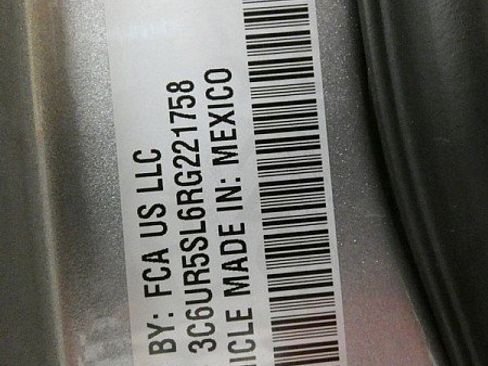 BY: FCA US LLC
3C6UR5SL6RG221758
ICLE MADE IN: MEXICO